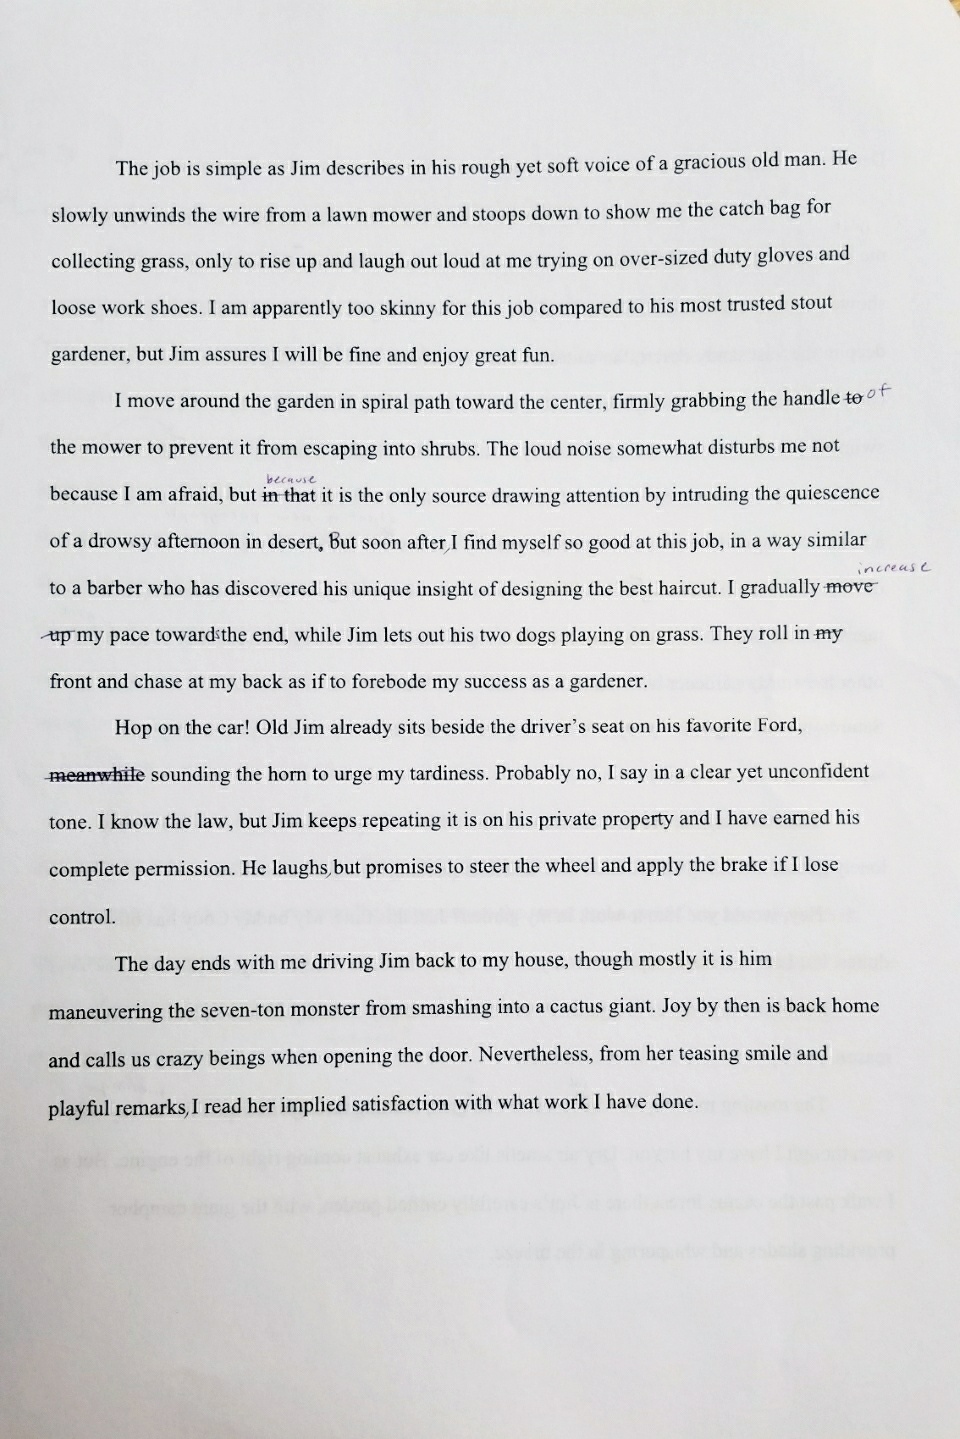 The job is simple as Jim describes in his rough yet soft voice of a gracious old man. He
slowly unwinds the wire from a lawn mower and stoops down to show me the catch bag for
collecting grass, only to rise up and laugh out loud at me trying on over-sized duty gloves and
loose work shoes. I am apparently too skinny for this job compared to his most trusted stout
gardener, but Jim assures I will be fine and enjoy great fun.
I move around the garden in spiral path toward the center, firmly grabbing the handle to of
the mower to prevent it from escaping into shrubs. The loud noise somewhat disturbs me not
because
because I am afraid, but in that it is the only source drawing attention by intruding the quiescence
of a drowsy afternoon in desert. But soon after, I find myself so good at this job, in a way similar
increase
to a barber who has discovered his unique insight of designing the best haircut. I gradually move
up my pace towards the end, while Jim lets out his two dogs playing on grass. They roll in my
front and chase at my back as if to forebode my success as a gardener.
Hop on the car! Old Jim already sits beside the driver's seat on his favorite Ford,
meanwhile sounding the horn to urge my tardiness. Probably no, I say in a clear yet unconfident
tone. I know the law, but Jim keeps repeating it is on his private property and I have earned his
complete permission. He laughs, but promises to steer the wheel and apply the brake if I lose
control.
The day ends with me driving Jim back to my house, though mostly it is him
maneuvering the seven-ton monster from smashing into a cactus giant. Joy by then is back home
and calls us crazy beings when opening the door. Nevertheless, from her teasing smile and
playful remarks, I read her implied satisfaction with what work I have done.